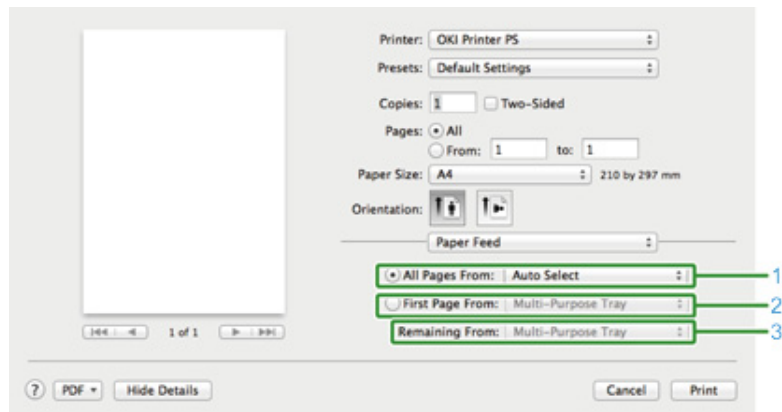 Printer: OKI Printer PS
Presets: Default Settings
Copies: 1 Two-Sided
Pages: All
From: 1 to: 1
Paper Size: A4 210 by 297 mm
Orientation:
Paper Feed
All Pages From: Auto Select 1
First Page From: Multi-Purpose Tray 2
Remaining From: Multi-Purpose Tray 3
1 of 1
? PDF Hide Details Cancel Print